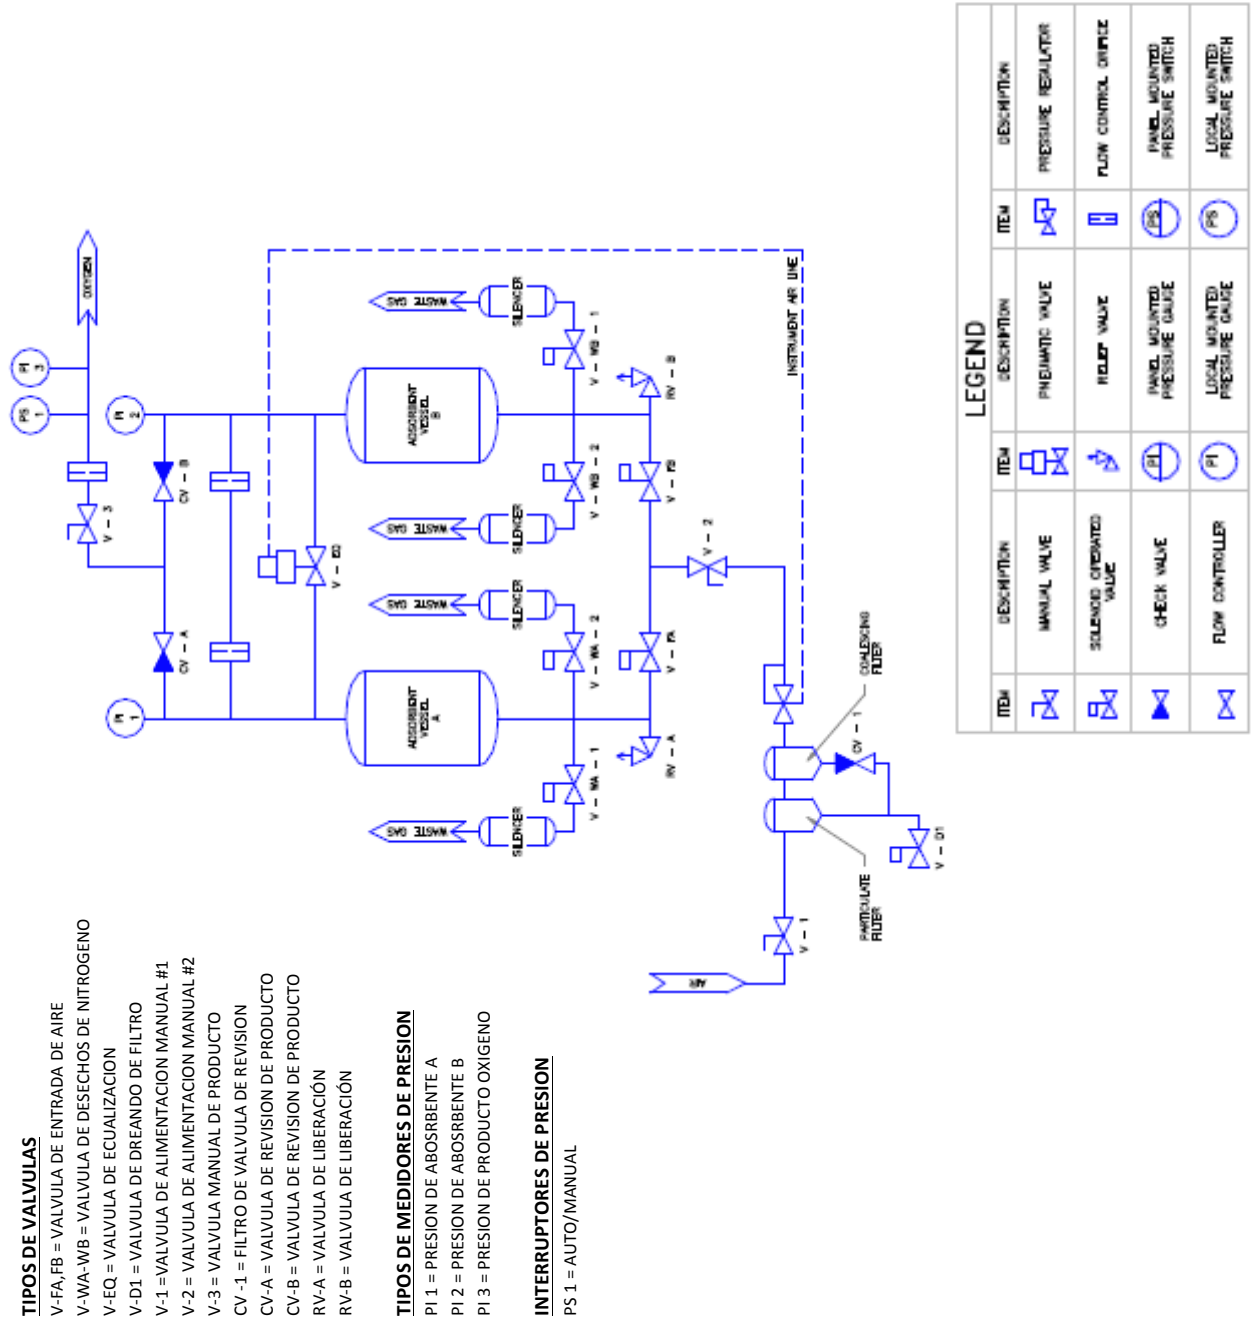 TIPOS DE VALVULAS
V-FA,FB = VALVULA DE ENTRADA DE AIRE
V-WA-WB = VALVULA DE DESECHOS DE NITROGENO
V-EQ = VALVULA DE ECUALIZACION
V-D1 = VALVULA DE DREANDO DE FILTRO
V-1 =VALVULA DE ALIMENTACION MANUAL #1
V-2 = VALVULA DE ALIMENTACION MANUAL #2
V-3 = VALVULA MANUAL DE PRODUCTO
CV -1 = FILTRO DE VALVULA DE REVISION
CV-A = VALVULA DE REVISION DE PRODUCTO
CV-B = VALVULA DE REVISION DE PRODUCTO
RV-A = VALVULA DE LIBERACIÓN
RV-B = VALVULA DE LIBERACIÓN
TIPOS DE MEDIDORES DE PRESION
PI 1 = PRESION DE ABOSRBENTE A
PI 2 = PRESION DE ABOSRBENTE B
PI 3 = PRESION DE PRODUCTO OXIGENO
INTERRUPTORES DE PRESION
PS 1 = AUTO/MANUAL
PI
1
CV - A
CV - B
PI
2
V - 3
PS
1
PI
3
OXYGEN
V - EQ
ADSORBENT
VESSEL
A
ADSORBENT
VESSEL
B
WASTE GAS
WASTE GAS
WASTE GAS
WASTE GAS
SILENCER
SILENCER
SILENCER
SILENCER
V - WA - 1
V - WA - 2
V - WB - 2
V - WB - 1
RV - A
V - FA
V - FB
RV - B
V - 2
INSTRUMENT AIR LINE
AIR
V - 1
PARTICULATE
FILTER
COALESCING
FILTER
CV - 1
V - D1
LEGEND
ITEM DESCRIPTION ITEM DESCRIPTION ITEM DESCRIPTION
MANUAL VALVE PNEUMATIC VALVE PRESSURE REGULATOR
SOLENOID OPERATED
VALVE
RELIEF VALVE
FLOW CONTROL ORIFICE
CHECK VALVE
PI
PANEL MOUNTED
PRESSURE GAUGE
PS
PANEL MOUNTED
PRESSURE SWITCH
FLOW CONTROLLER
PI
LOCAL MOUNTED
PRESSURE GAUGE
PS
LOCAL MOUNTED
PRESSURE SWITCH